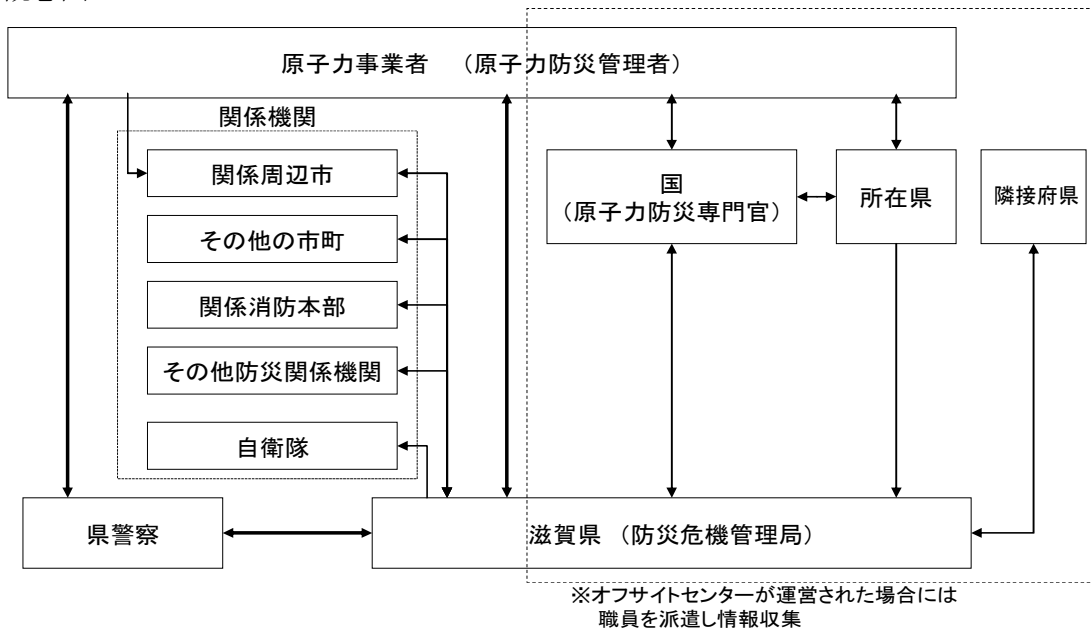 原子力事業者 （原子力防災管理者）
関係機関
関係周辺市
その他の市町
関係消防本部
その他防災関係機関
自衛隊
国
（原子力防災専門官）
所在県
隣接府県
県警察
滋賀県 （防災危機管理局）
※オフサイトセンターが運営された場合には
職員を派遣し情報収集